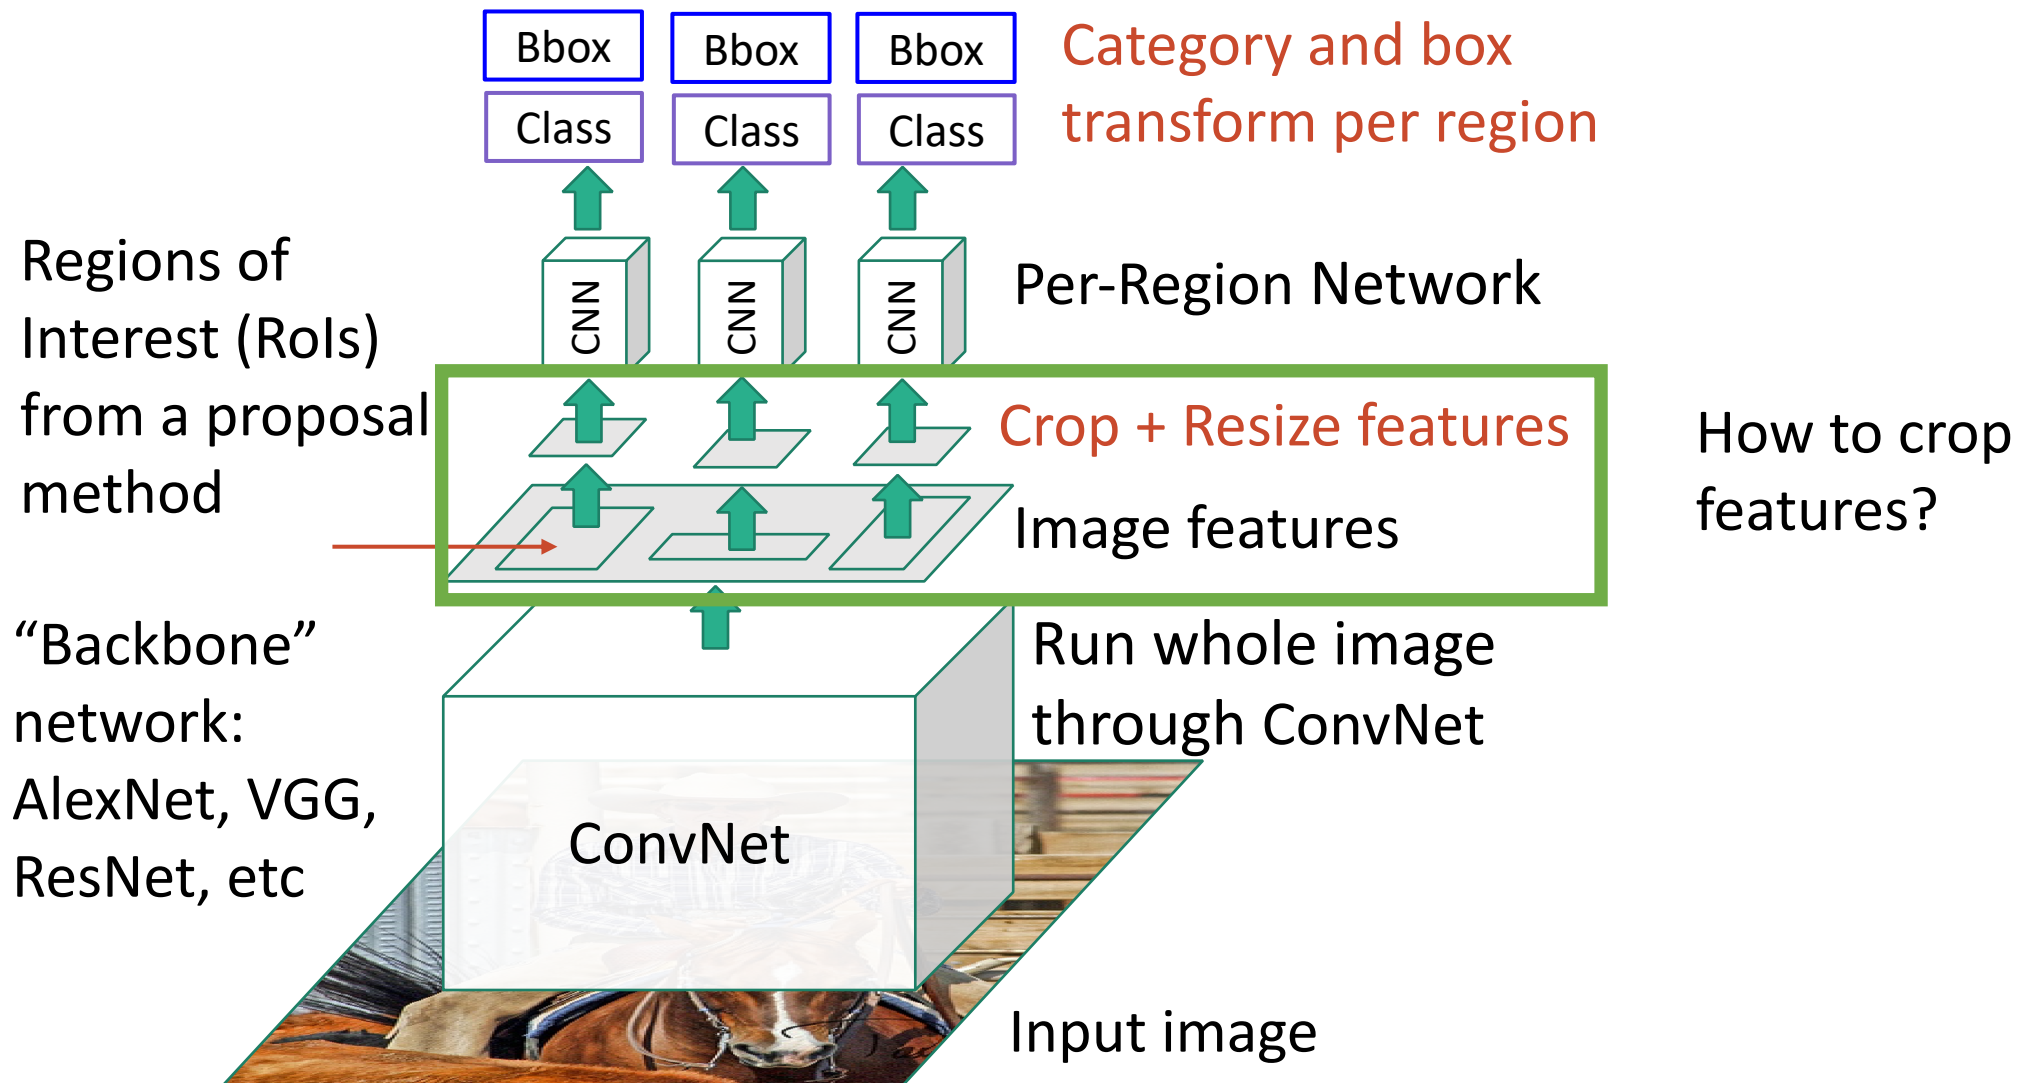 Bbox
Bbox
Bbox
Class
Class
Class
Category and box
transform per region
Regions of
Interest (RoIs)
from a proposal
method
CNN
CNN
CNN
Per-Region Network
Crop + Resize features
Image features
How to crop
features?
“Backbone”
network:
AlexNet, VGG,
ResNet, etc
Run whole image
through ConvNet
ConvNet
Input image